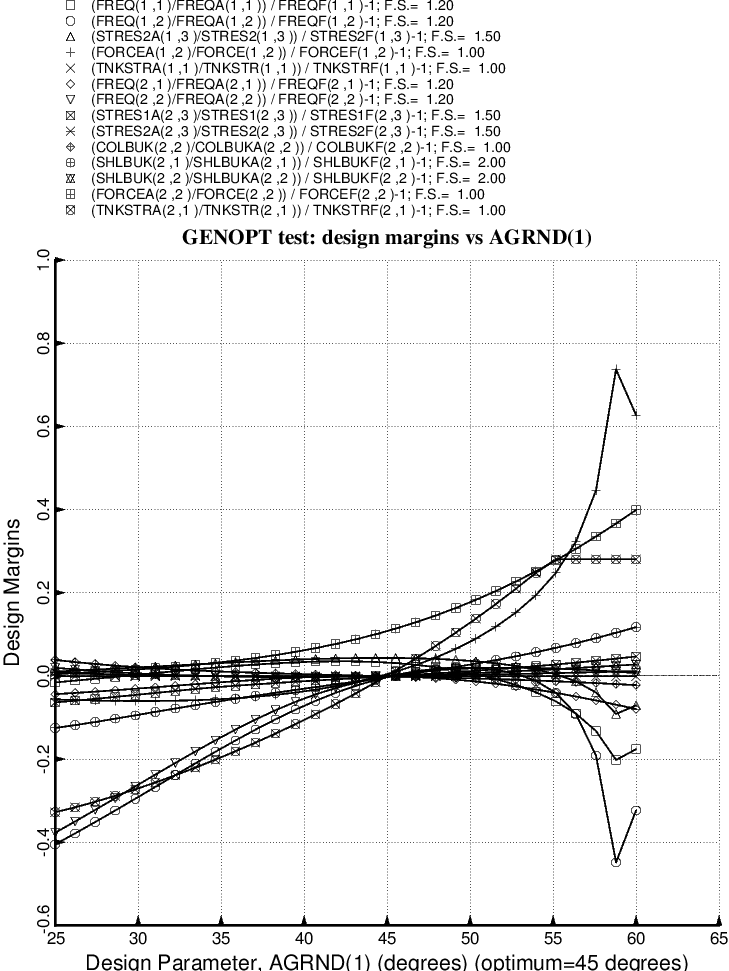 (FREQ(1 ,1 )/FREQA(1 ,1 )) / FREQF(1 ,1 )-1; F.S.= 1.20
(FREQ(1 ,2 )/FREQA(1 ,2 )) / FREQF(1 ,2 )-1; F.S.= 1.20
(STRES2A(1 ,3 )/STRES2(1 ,3 )) / STRES2F(1 ,3 )-1; F.S.= 1.50
(FORCEA(1 ,2 )/FORCE(1 ,2 )) / FORCEF(1 ,2 )-1; F.S.= 1.00
(TNKSTRA(1 ,1 )/TNKSTR(1 ,1 )) / TNKSTRF(1 ,1 )-1; F.S.= 1.00
(FREQ(2 ,1 )/FREQA(2 ,1 )) / FREQF(2 ,1 )-1; F.S.= 1.20
(FREQ(2 ,2 )/FREQA(2 ,2 )) / FREQF(2 ,2 )-1; F.S.= 1.20
(STRES1A(2 ,3 )/STRES1(2 ,3 )) / STRES1F(2 ,3 )-1; F.S.= 1.50
(STRES2A(2 ,3 )/STRES2(2 ,3 )) / STRES2F(2 ,3 )-1; F.S.= 1.50
(COLBUK(2 ,2 )/COLBUKA(2 ,2 )) / COLBUKF(2 ,2 )-1; F.S.= 1.00
(SHLBUK(2 ,1 )/SHLBUKA(2 ,1 )) / SHLBUKF(2 ,1 )-1; F.S.= 2.00
(SHLBUK(2 ,2 )/SHLBUKA(2 ,2 )) / SHLBUKF(2 ,2 )-1; F.S.= 2.00
(FORCEA(2 ,2 )/FORCE(2 ,2 )) / FORCEF(2 ,2 )-1; F.S.= 1.00
(TNKSTRA(2 ,1 )/TNKSTR(2 ,1 )) / TNKSTRF(2 ,1 )-1; F.S.= 1.00
GENOPT test: design margins vs AGRND(1)
1.0
0.8
0.6
0.4
0.2
0.0
-0.2
-0.4
-0.6
Design Margins
25 30 35 40 45 50 55 60 65
Design Parameter, AGRND(1) (degrees) (optimum=45 degrees)